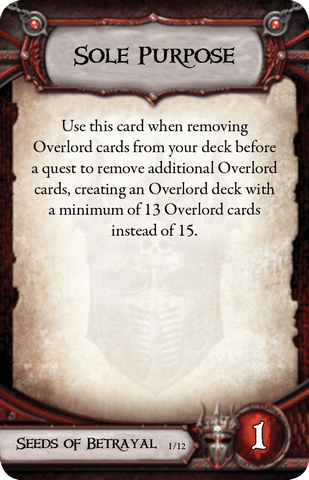 Sole Purpose
Use this card when removing
Overlord cards from your deck before
a quest to remove additional Overlord
cards, creating an Overlord deck with
a minimum of 13 Overlord cards
instead of 15.
Seeds of Betrayal 1/12
1